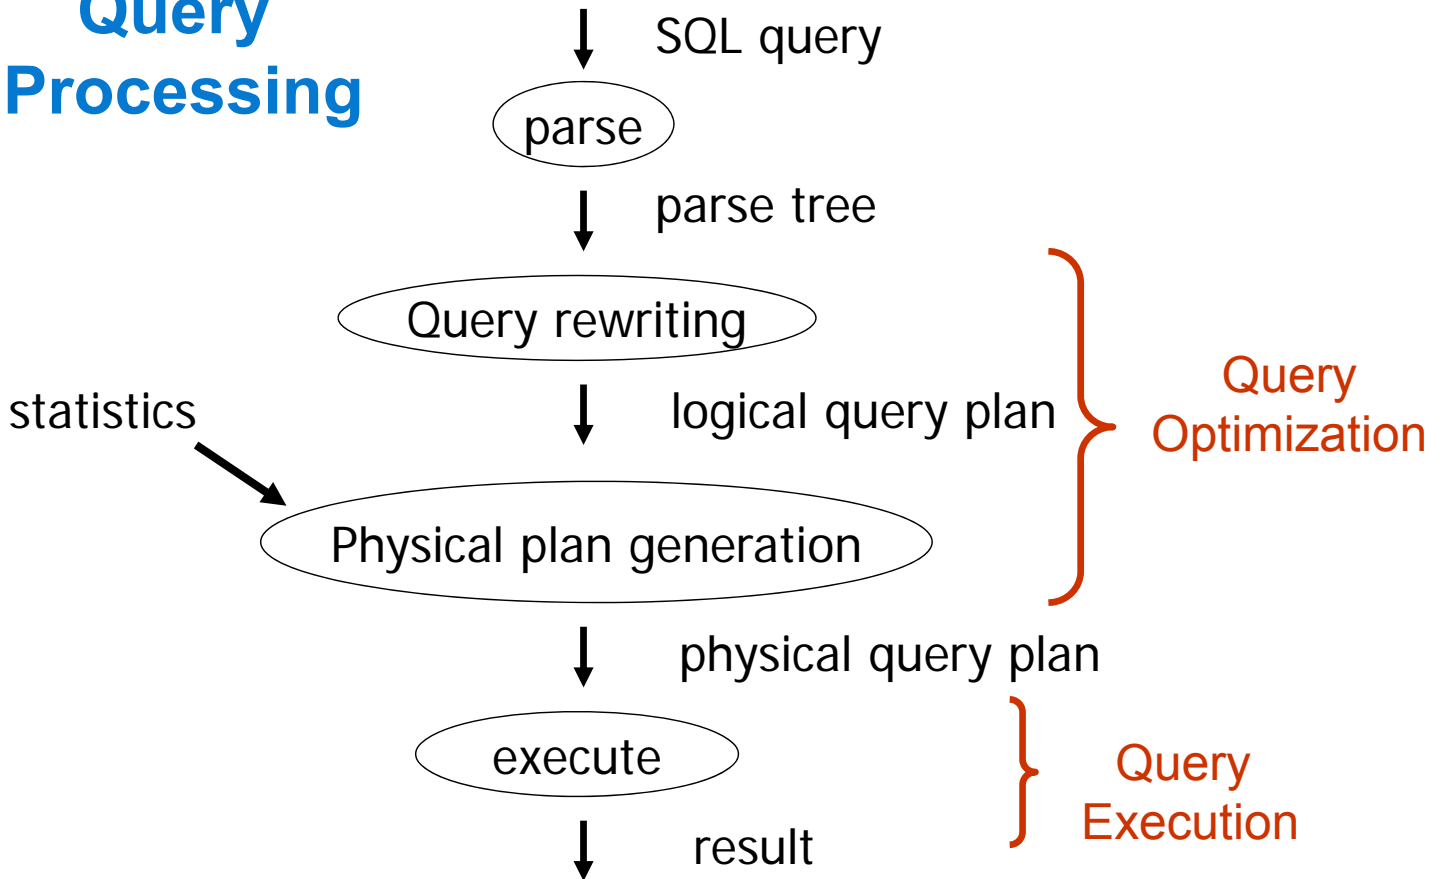 Query
Processing
SQL query
parse
parse tree
Query rewriting
statistics
logical query plan
Query
Optimization
Physical plan generation
physical query plan
execute
Query
Execution
result